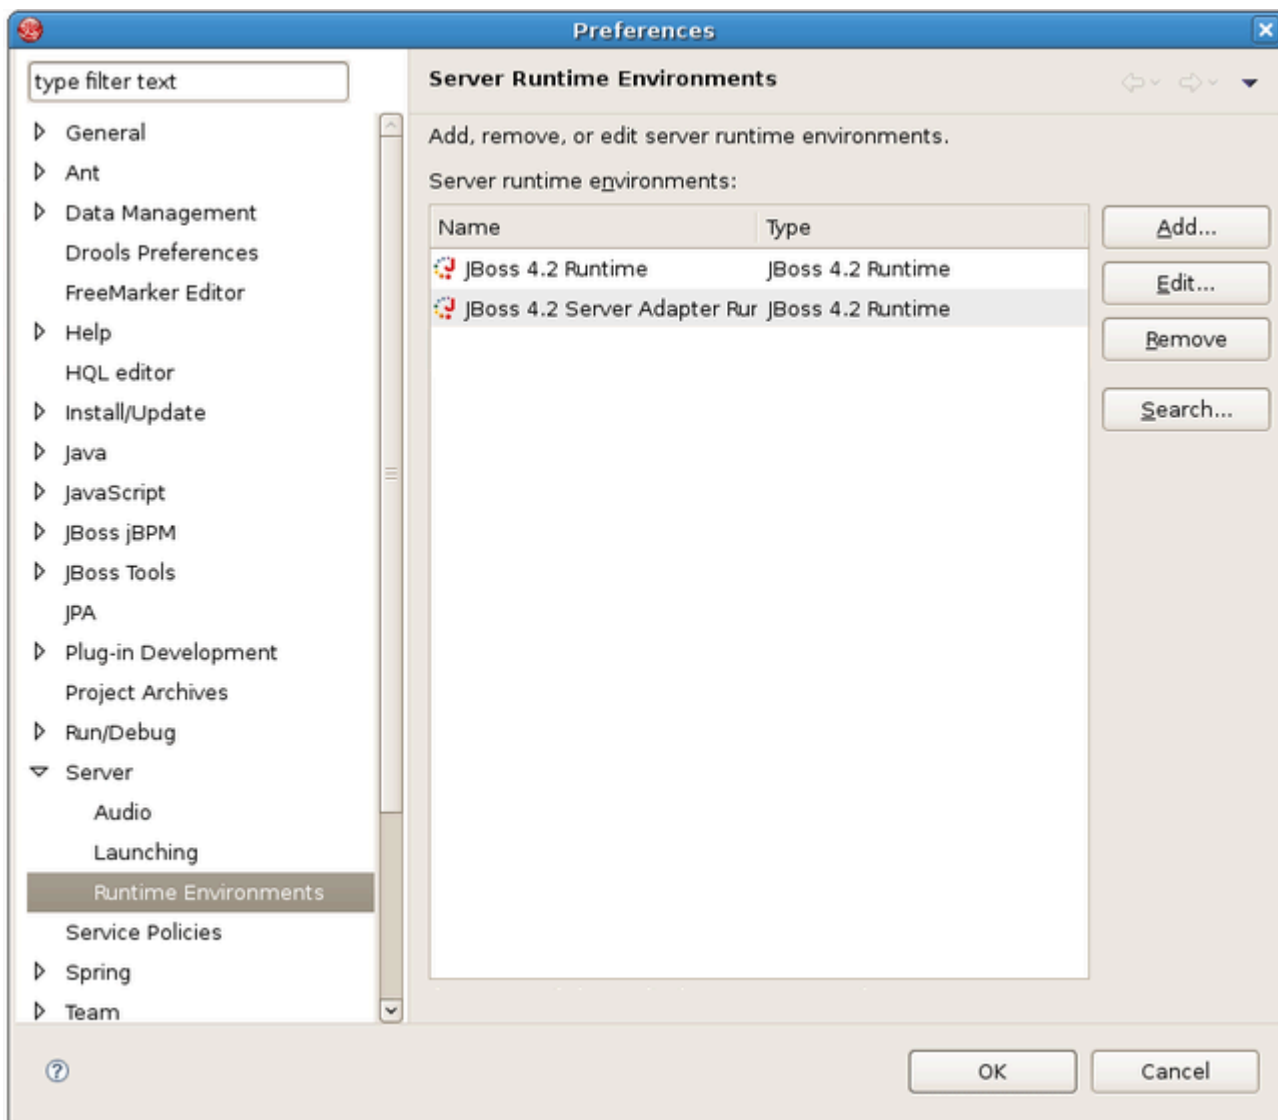 Preferences
type filter text
General
Ant
Data Management
Drools Preferences
FreeMarker Editor
Help
HQL editor
Install/Update
Java
JavaScript
JBoss jBPM
JBoss Tools
JPA
Plug-in Development
Project Archives
Run/Debug
Server
Audio
Launching
Runtime Environments
Service Policies
Spring
Team
Server Runtime Environments
Add, remove, or edit server runtime environments.
Server runtime environments:
Name Type
JBoss 4.2 Runtime JBoss 4.2 Runtime
JBoss 4.2 Server Adapter Rur JBoss 4.2 Runtime
Add...
Edit...
Remove
Search...
OK Cancel